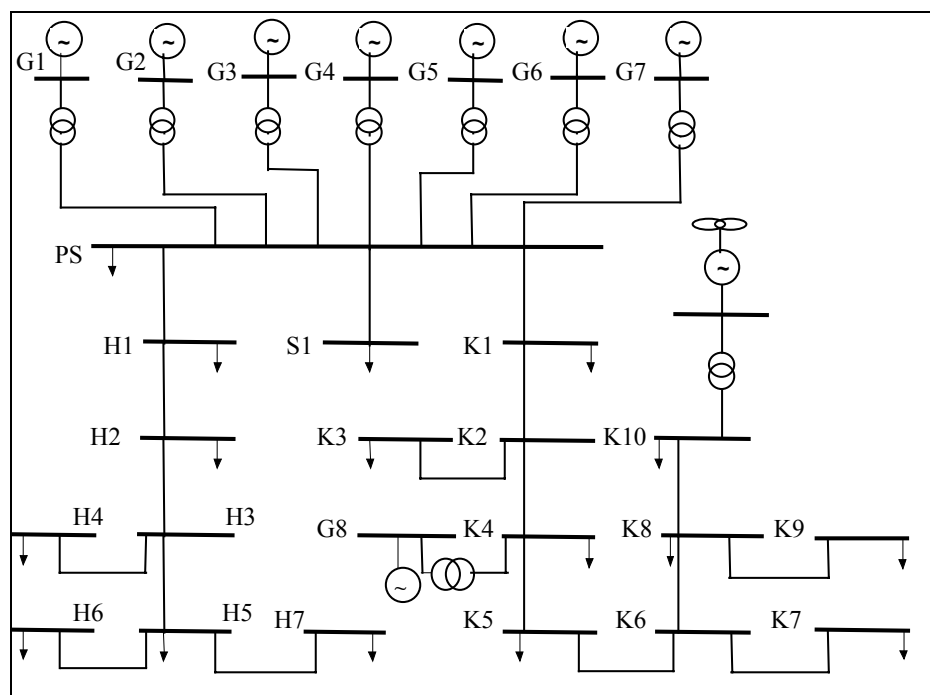 ~ ~ ~ ~ ~ ~ ~
G1 G2 G3 G4 G5 G6 G7
PS
~
H1 S1 K1
H2 K3 K2 K10
H4 H3 G8 K4 K8 K9
~
H6 H5 H7 K5 K6 K7